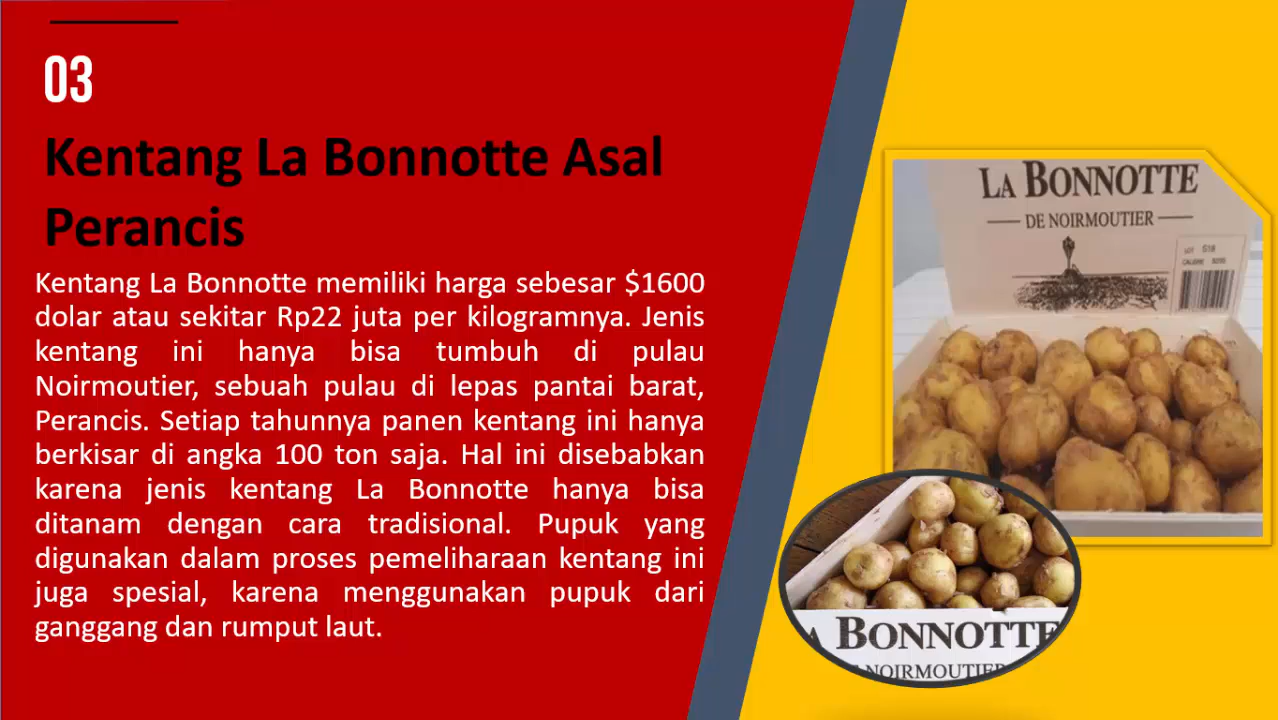 03
Kentang La Bonnotte Asal
Perancis
Kentang La Bonnotte memiliki harga sebesar $1600
dolar atau sekitar Rp22 juta per kilogramnya. Jenis
kentang ini hanya bisa tumbuh di pulau
Noirmoutier, sebuah pulau di lepas pantai barat,
Perancis. Setiap tahunnya panen kentang ini hanya
berkisar di angka 100 ton saja. Hal ini disebabkan
karena jenis kentang La Bonnotte hanya bisa
ditanam dengan cara tradisional. Pupuk yang
digunakan dalam proses pemeliharaan kentang ini
juga spesial, karena menggunakan pupuk dari
ganggang dan rumput laut.
LA BONNOTTE
DE NOIRMOUTIER
LOT
CALIBRE
A BONNOTTE
NOIRMOUTIER